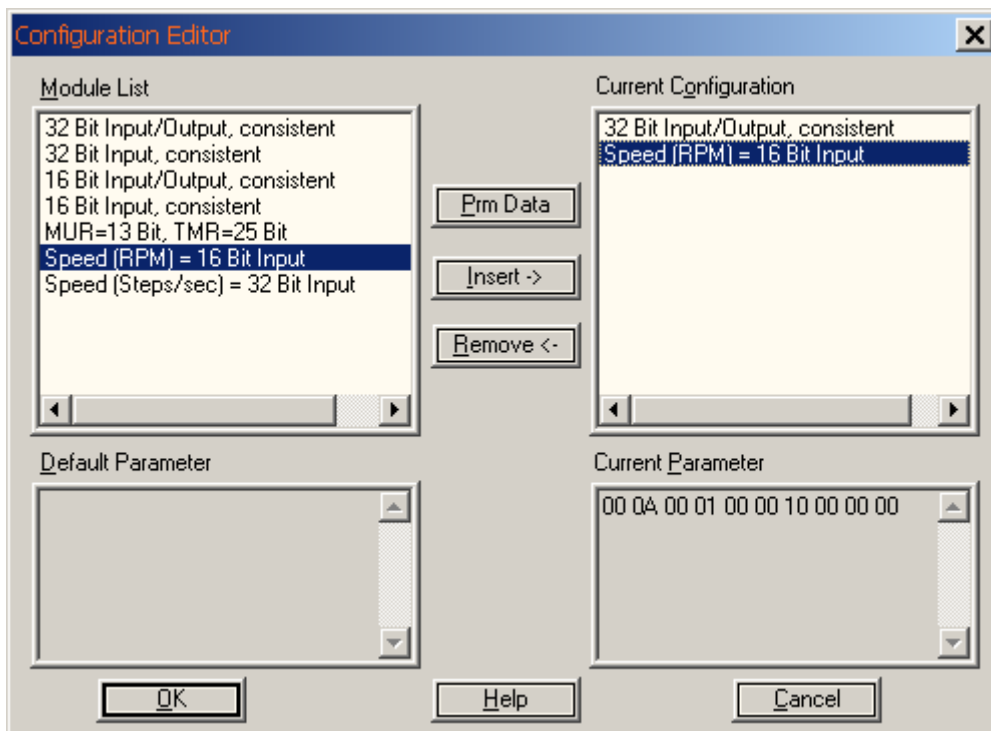 Configuration Editor
Module List
32 Bit Input/Output, consistent
32 Bit Input, consistent
16 Bit Input/Output, consistent
16 Bit Input, consistent
MUR=13 Bit, TMR=25 Bit
Speed (RPM) = 16 Bit Input
Speed (Steps/sec) = 32 Bit Input
Prm Data
Insert ->
Remove <-
Current Configuration
32 Bit Input/Output, consistent
Speed (RPM) = 16 Bit Input
Default Parameter
Current Parameter
00 0A 00 01 00 00 10 00 00 00
OK
Help
Cancel